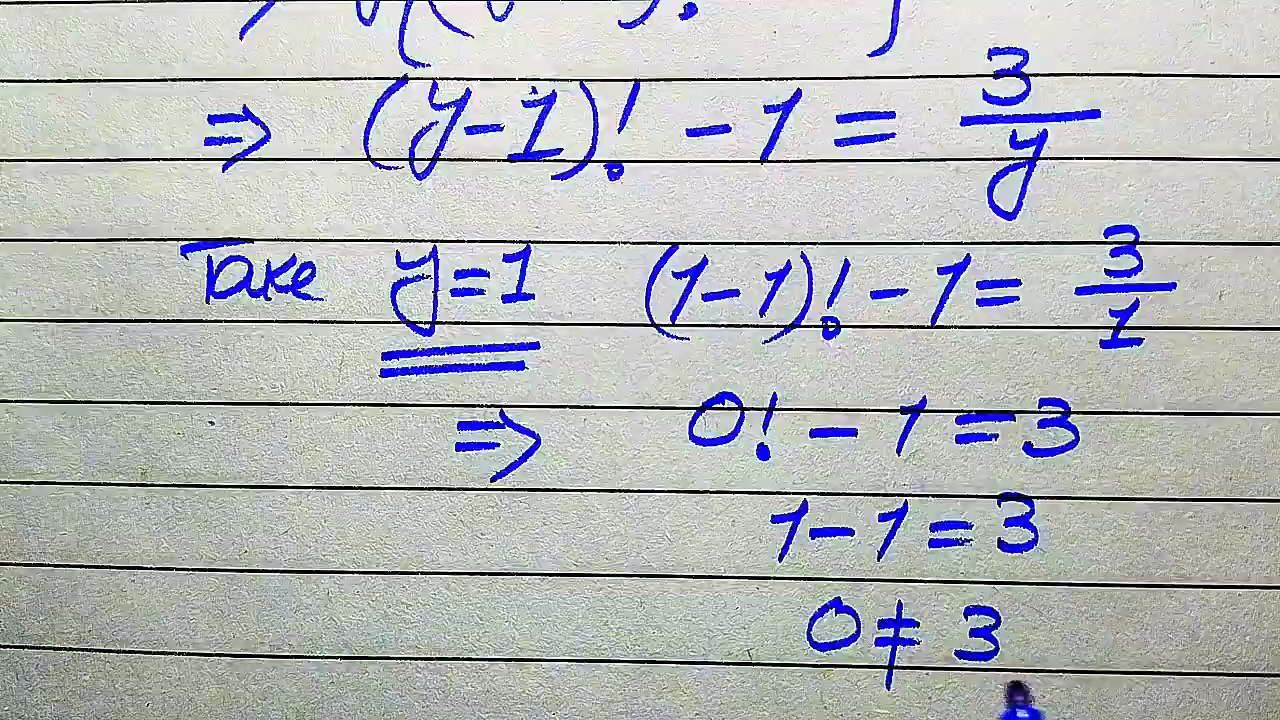 ⇒ (y-1)! - 1 = 3/y
Take y=1 (1-1)! - 1 = 3/1
⇒ 0! - 1 = 3
1 - 1 = 3
0 ≠ 3